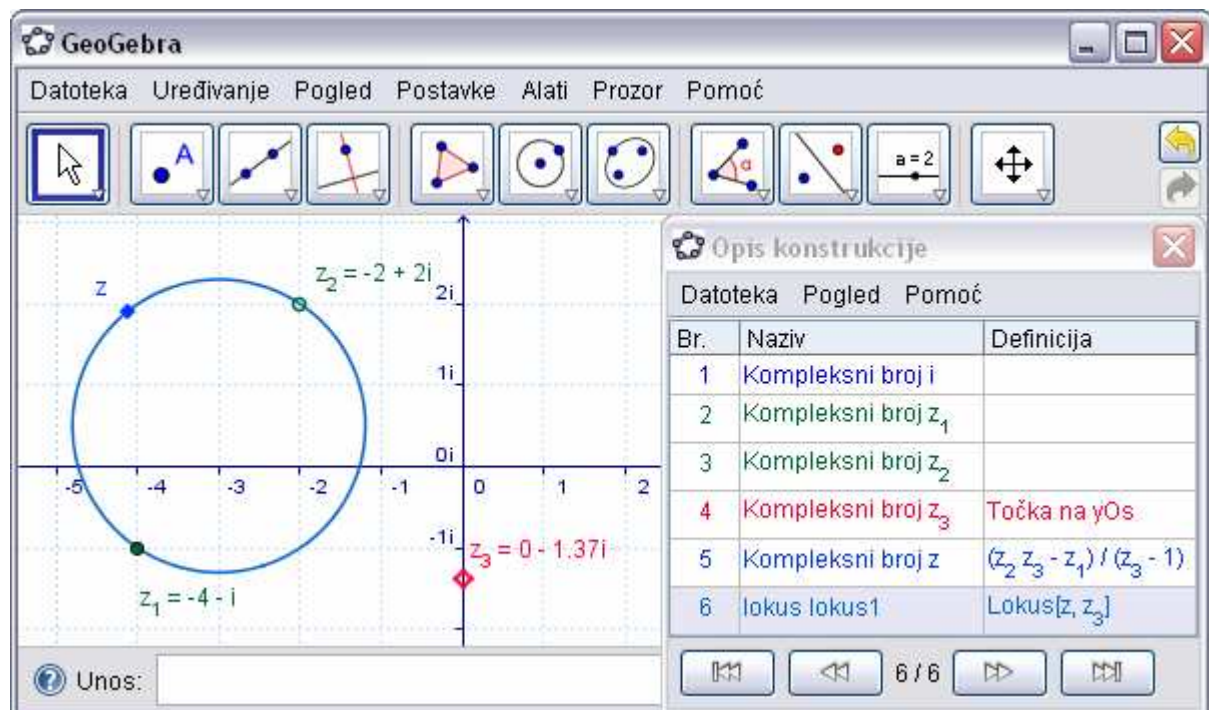 GeoGebra
Datoteka Uređivanje Pogled Postavke Alati Prozor Pomoć
A α a = 2
z
z₂ = -2 + 2i
2i
1i
0i
-5 -4 -3 -2 -1 0 1 2
-1i
z₃ = 0 - 1.37i
z₁ = -4 - i
Opis konstrukcije
Datoteka Pogled Pomoć
Br. Naziv Definicija
1 Kompleksni broj i
2 Kompleksni broj z₁
3 Kompleksni broj z₂
4 Kompleksni broj z₃ Točka na yOs
5 Kompleksni broj z (z₂ z₃ - z₁) / (z₃ - 1)
6 lokus lokus1 Lokus[z, z₃]
6 / 6
Unos: